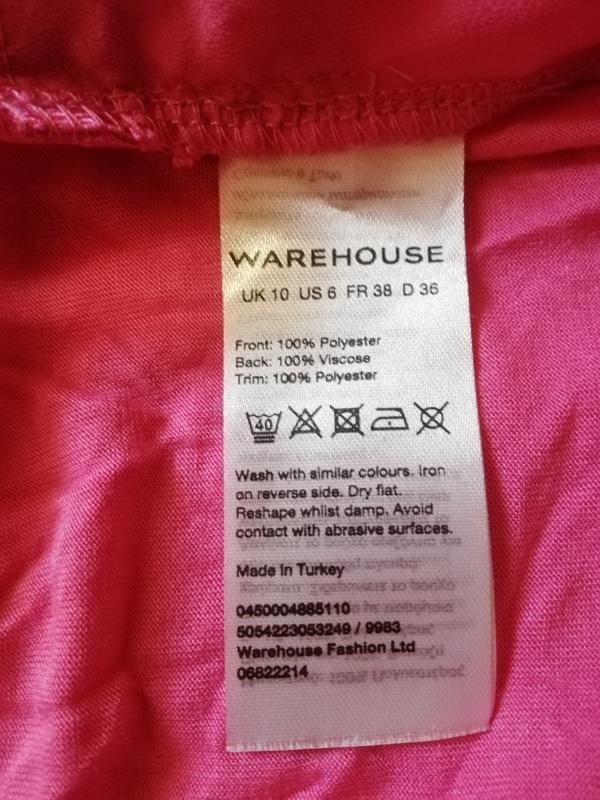 WAREHOUSE
UK 10 US 6 FR 38 D 36
Front: 100% Polyester
Back: 100% Viscose
Trim: 100% Polyester
40
Wash with similar colours. Iron
on reverse side. Dry flat.
Reshape whilst damp. Avoid
contact with abrasive surfaces.
Made in Turkey
0450004885110
5054223053249 / 9983
Warehouse Fashion Ltd
06822214